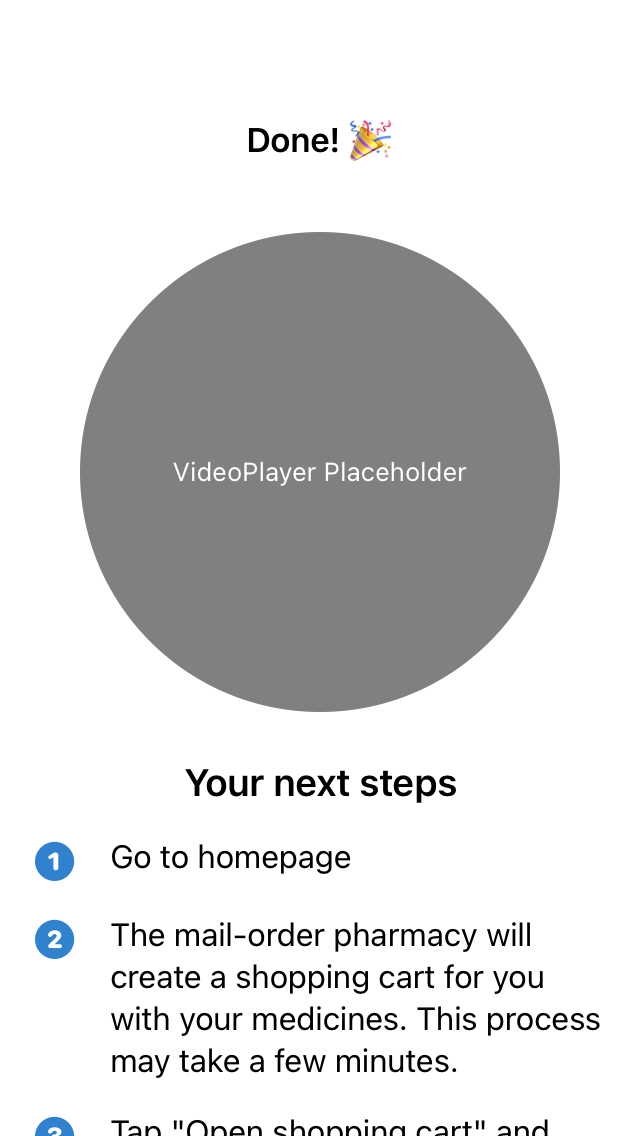 Done! 🎉
VideoPlayer Placeholder
Your next steps
1 Go to homepage
2 The mail-order pharmacy will
create a shopping cart for you
with your medicines. This process
may take a few minutes.
3 Tap "Open shopping cart" and